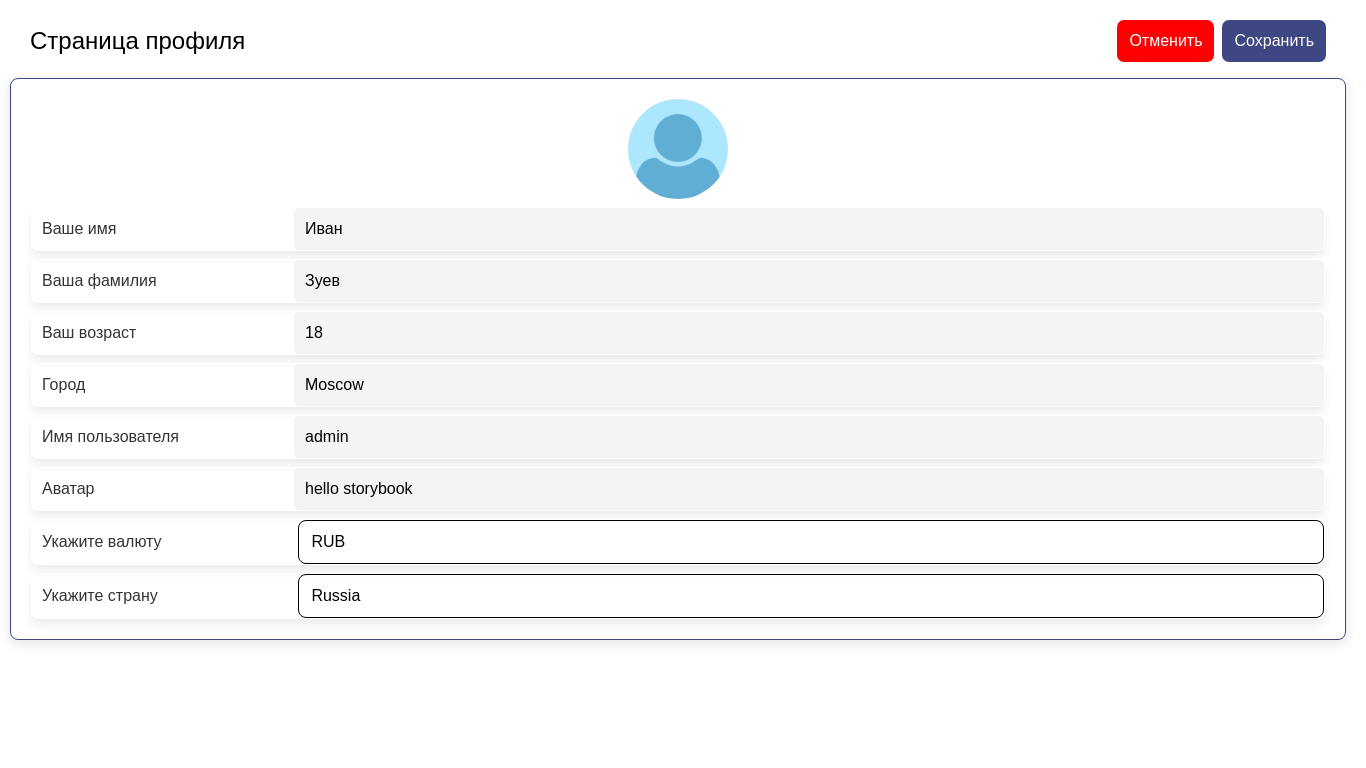 Страница профиля
Отменить
Сохранить
Ваше имя
Иван
Ваша фамилия
Зуев
Ваш возраст
18
Город
Moscow
Имя пользователя
admin
Аватар
hello storybook
Укажите валюту
RUB
Укажите страну
Russia